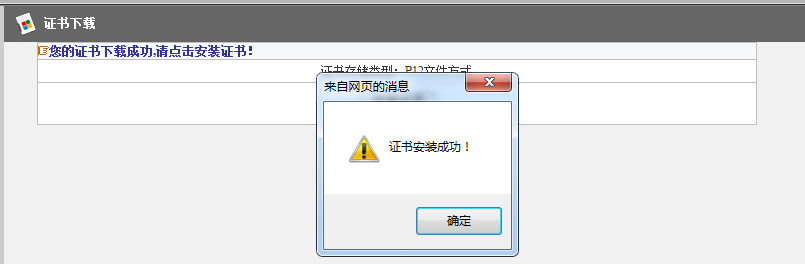 证书下载
您的证书下载成功,请点击安装证书!
证书存储类型：P12文件方式
来自网页的消息
证书安装成功！
确定